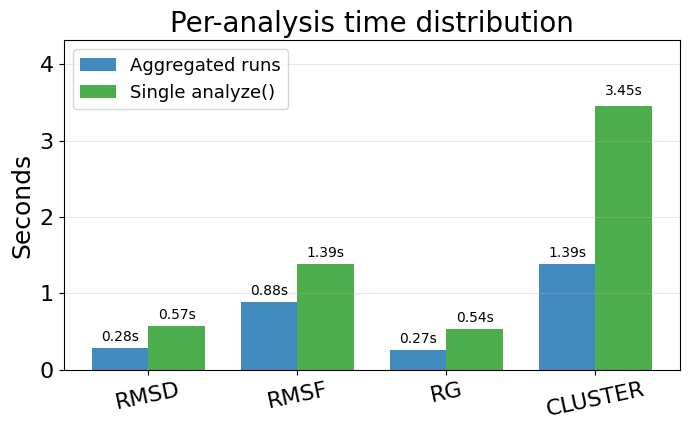 Per-analysis time distribution
Aggregated runs
Single analyze()
Seconds
4
3
2
1
0
0.28s
0.57s
0.88s
1.39s
0.27s
0.54s
1.39s
3.45s
RMSD
RMSF
RG
CLUSTER